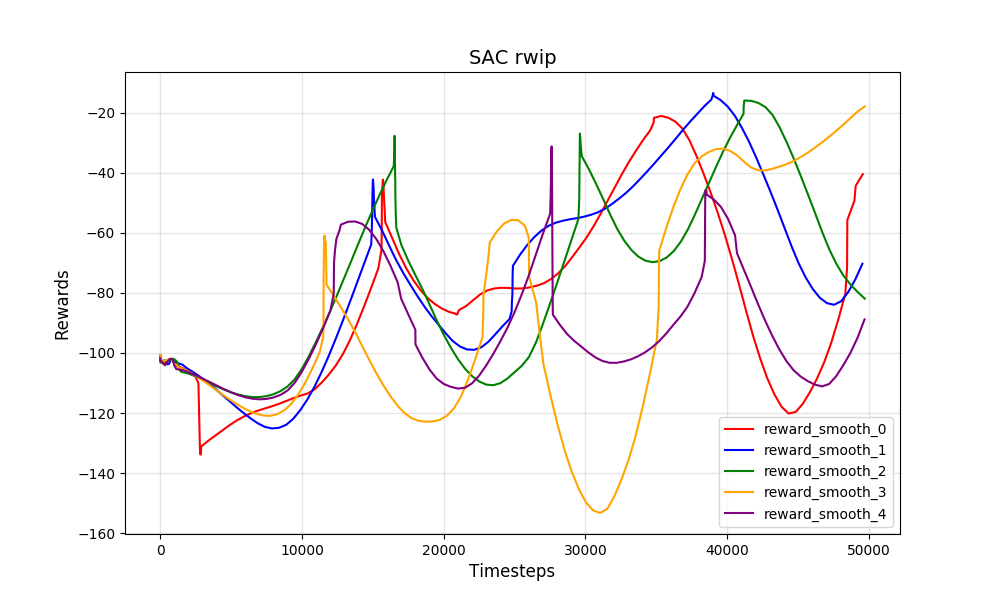 SAC rwip
Rewards
−20
−40
−60
−80
−100
−120
−140
−160
0
10000
20000
30000
40000
50000
Timesteps
reward_smooth_0
reward_smooth_1
reward_smooth_2
reward_smooth_3
reward_smooth_4